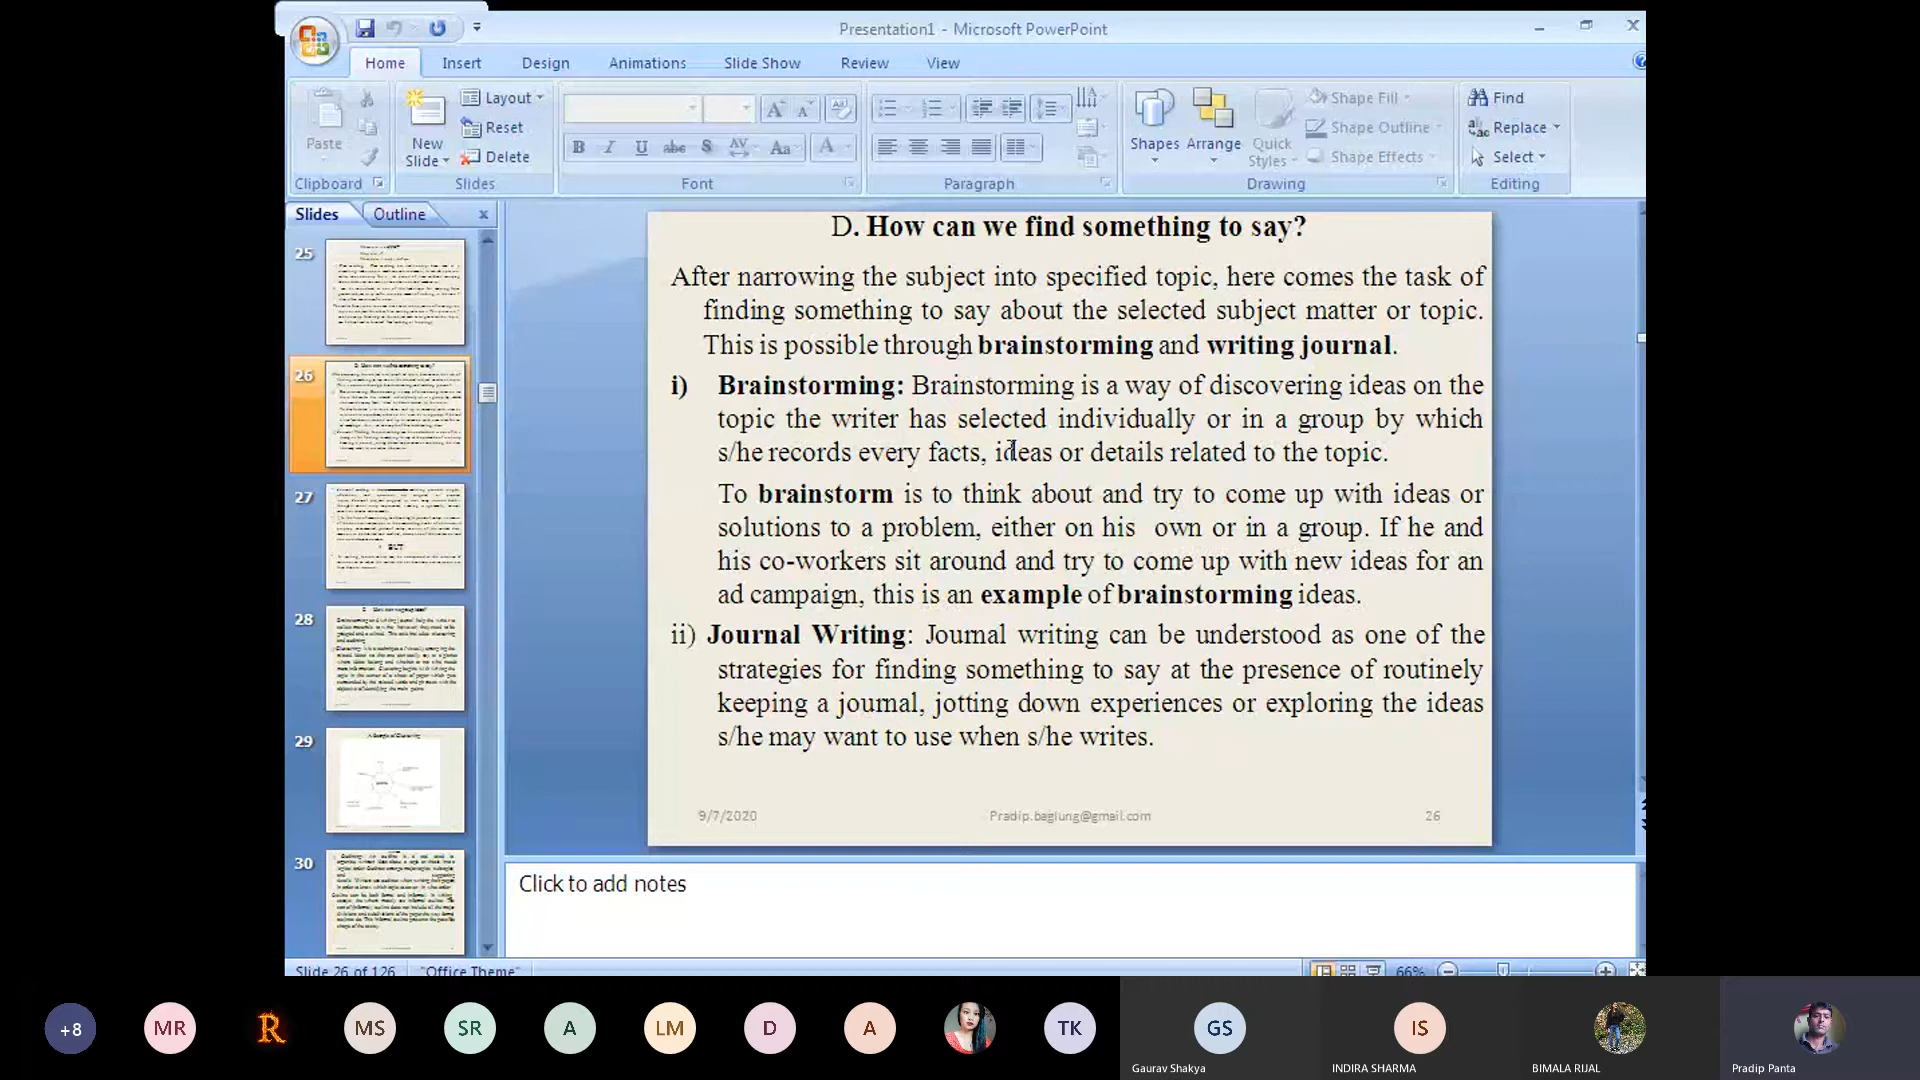 Presentation1 - Microsoft PowerPoint
Home Insert Design Animations Slide Show Review View
Paste
Clipboard
New Slide
Layout
Reset
Delete
Slides
B I U abc S AV Aa A
Font
Paragraph
Shapes Arrange Quick Styles
Shape Fill
Shape Outline
Shape Effects
Drawing
Find
Replace
Select
Editing
Slides Outline
25
26
27
28
29
30
D. How can we find something to say?
After narrowing the subject into specified topic, here comes the task of
finding something to say about the selected subject matter or topic.
This is possible through brainstorming and writing journal.
i) Brainstorming: Brainstorming is a way of discovering ideas on the
topic the writer has selected individually or in a group by which
s/he records every facts, ideas or details related to the topic.
To brainstorm is to think about and try to come up with ideas or
solutions to a problem, either on his own or in a group. If he and
his co-workers sit around and try to come up with new ideas for an
ad campaign, this is an example of brainstorming ideas.
ii) Journal Writing: Journal writing can be understood as one of the
strategies for finding something to say at the presence of routinely
keeping a journal, jotting down experiences or exploring the ideas
s/he may want to use when s/he writes.
9/7/2020 Pradip.baglung@gmail.com 26
Click to add notes
Slide 26 of 126 "Office Theme" 66%
+8 MR R MS SR A LM D A TK GS IS
Gaurav Shakya INDIRA SHARMA BIMALA RIJAL Pradip Panta